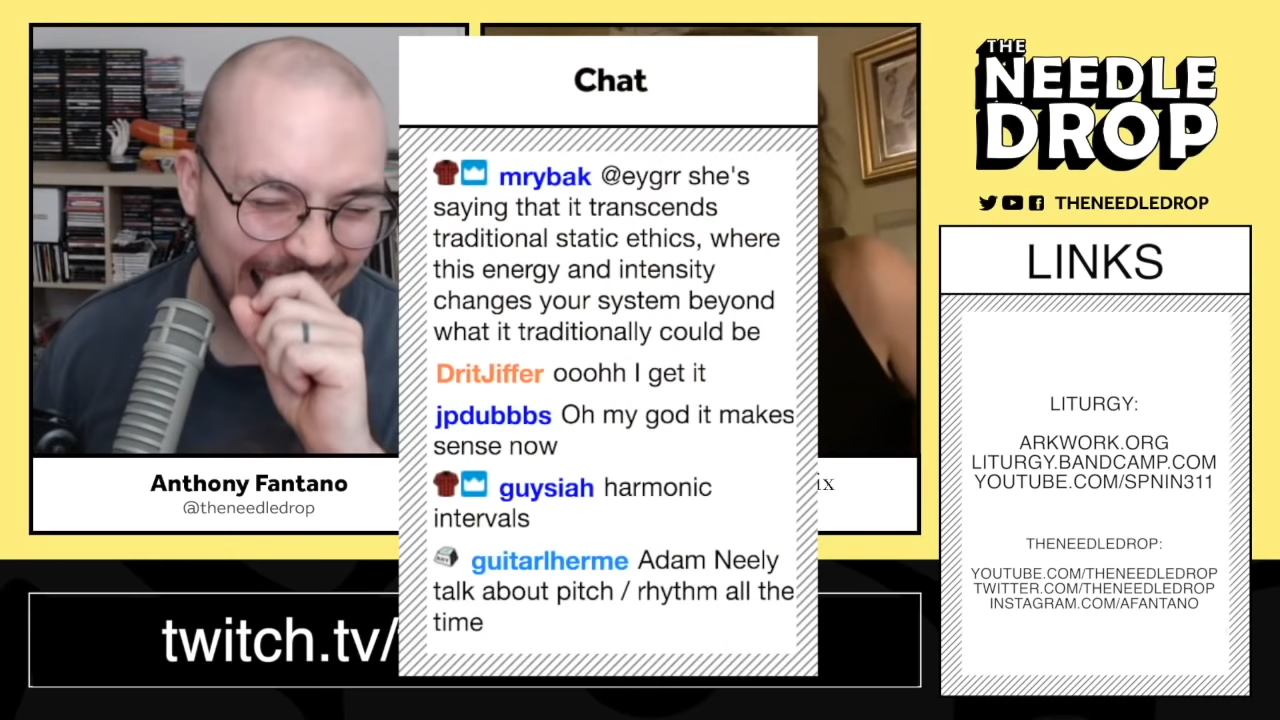 Chat
mrybak @eygrr she's
saying that it transcends
traditional static ethics, where
this energy and intensity
changes your system beyond
what it traditionally could be
DritJiffer ooohh I get it
jpdubbbs Oh my god it makes
sense now
guysiah harmonic
intervals
guitarlherme Adam Neely
talk about pitch / rhythm all the
time
Anthony Fantano
@theneedledrop
ix
twitch.tv/
THE
NEEDLE
DROP
THENEEDLEDROP
LINKS
LITURGY:
ARKWORK.ORG
LITURGY.BANDCAMP.COM
YOUTUBE.COM/SPNIN311
THENEEDLEDROP:
YOUTUBE.COM/THENEEDLEDROP
TWITTER.COM/THENEEDLEDROP
INSTAGRAM.COM/AFANTANO